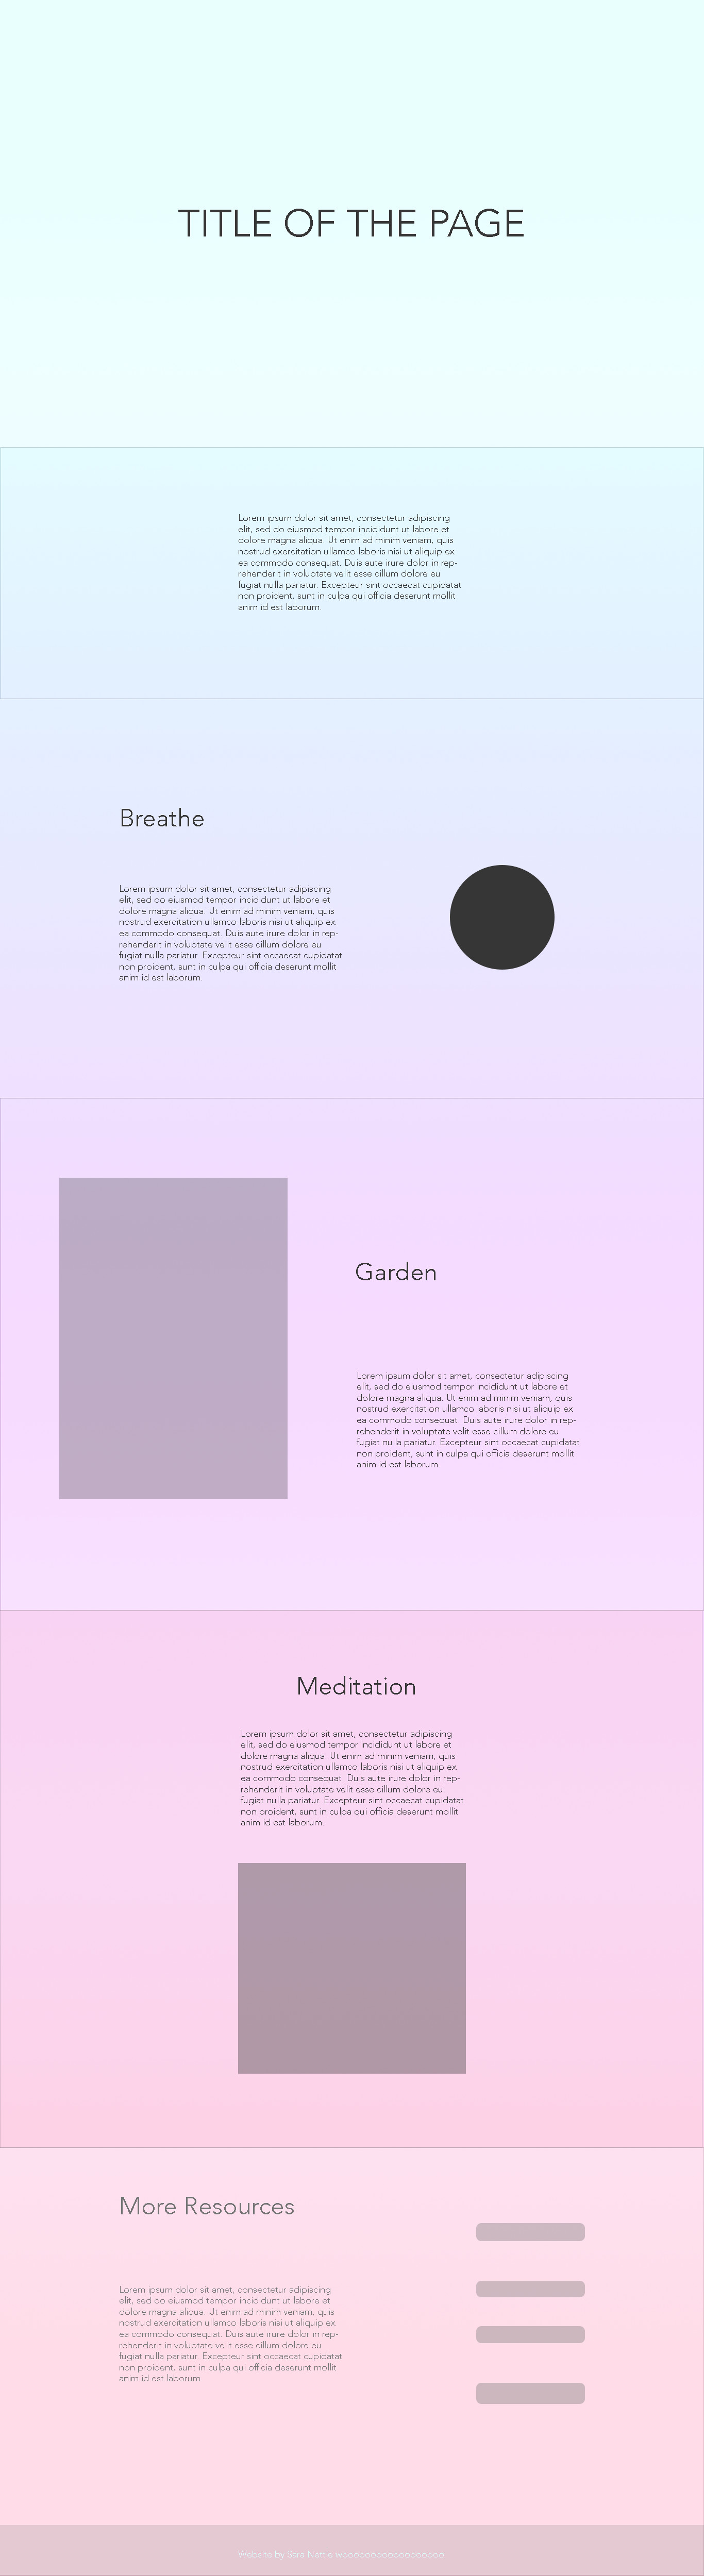 TITLE OF THE PAGE
Lorem ipsum dolor sit amet, consectetur adipiscing
elit, sed do eiusmod tempor incididunt ut labore et
dolore magna aliqua. Ut enim ad minim veniam, quis
nostrud exercitation ullamco laboris nisi ut aliquip ex
ea commodo consequat. Duis aute irure dolor in rep-
rehenderit in voluptate velit esse cillum dolore eu
fugiat nulla pariatur. Excepteur sint occaecat cupidatat
non proident, sunt in culpa qui officia deserunt mollit
anim id est laborum.
Breathe
Lorem ipsum dolor sit amet, consectetur adipiscing
elit, sed do eiusmod tempor incididunt ut labore et
dolore magna aliqua. Ut enim ad minim veniam, quis
nostrud exercitation ullamco laboris nisi ut aliquip ex
ea commodo consequat. Duis aute irure dolor in rep-
rehenderit in voluptate velit esse cillum dolore eu
fugiat nulla pariatur. Excepteur sint occaecat cupidatat
non proident, sunt in culpa qui officia deserunt mollit
anim id est laborum.
Garden
Lorem ipsum dolor sit amet, consectetur adipiscing
elit, sed do eiusmod tempor incididunt ut labore et
dolore magna aliqua. Ut enim ad minim veniam, quis
nostrud exercitation ullamco laboris nisi ut aliquip ex
ea commodo consequat. Duis aute irure dolor in rep-
rehenderit in voluptate velit esse cillum dolore eu
fugiat nulla pariatur. Excepteur sint occaecat cupidatat
non proident, sunt in culpa qui officia deserunt mollit
anim id est laborum.
Meditation
Lorem ipsum dolor sit amet, consectetur adipiscing
elit, sed do eiusmod tempor incididunt ut labore et
dolore magna aliqua. Ut enim ad minim veniam, quis
nostrud exercitation ullamco laboris nisi ut aliquip ex
ea commodo consequat. Duis aute irure dolor in rep-
rehenderit in voluptate velit esse cillum dolore eu
fugiat nulla pariatur. Excepteur sint occaecat cupidatat
non proident, sunt in culpa qui officia deserunt mollit
anim id est laborum.
More Resources
Lorem ipsum dolor sit amet, consectetur adipiscing
elit, sed do eiusmod tempor incididunt ut labore et
dolore magna aliqua. Ut enim ad minim veniam, quis
nostrud exercitation ullamco laboris nisi ut aliquip ex
ea commodo consequat. Duis aute irure dolor in rep-
rehenderit in voluptate velit esse cillum dolore eu
fugiat nulla pariatur. Excepteur sint occaecat cupidatat
non proident, sunt in culpa qui officia deserunt mollit
anim id est laborum.
Website by Sara Nettle